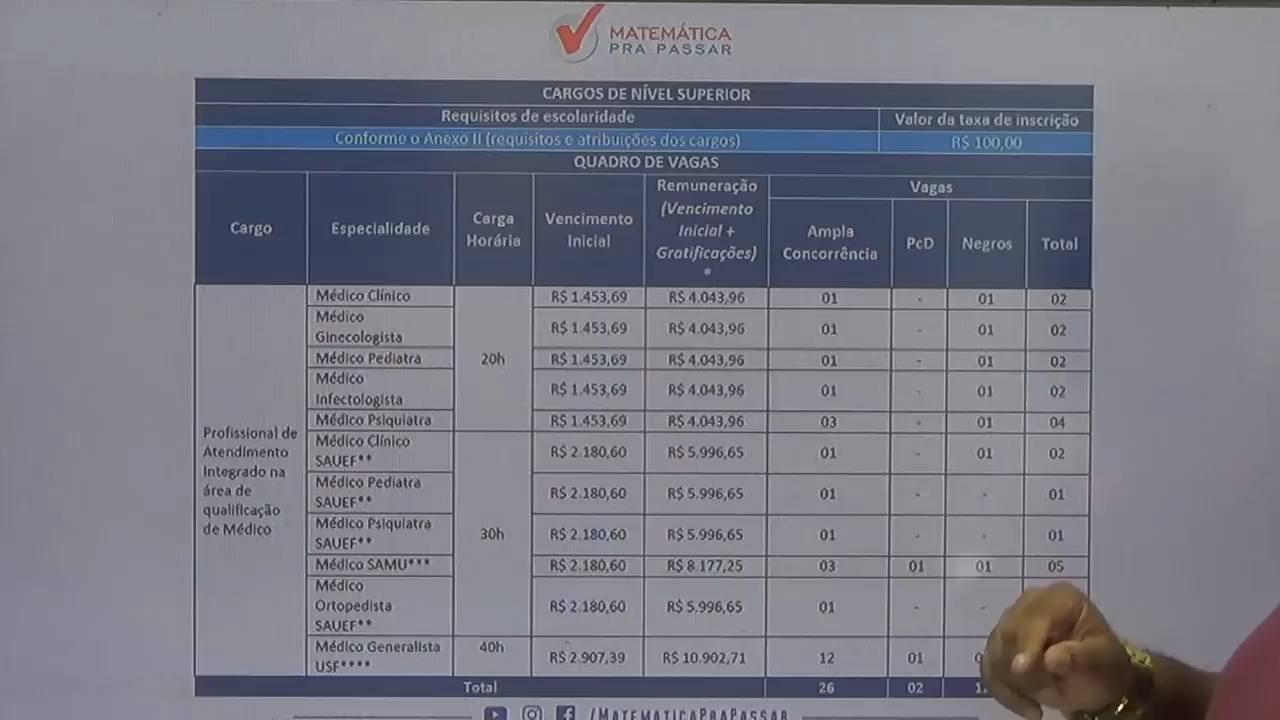 MATEMÁTICA
PRA PASSAR
CARGOS DE NÍVEL SUPERIOR
Requisitos de escolaridade Valor da taxa de inscrição
Conforme o Anexo II (requisitos e atribuições dos cargos) R$ 100,00
QUADRO DE VAGAS
Cargo Especialidade Carga Horária Vencimento Inicial Remuneração (Vencimento Inicial + Gratificações) * Vagas
Ampla Concorrência PcD Negros Total
Profissional de Atendimento Integrado na área de qualificação de Médico
Médico Clínico 20h R$ 1.453,69 R$ 4.043,96 01 - 01 02
Médico Ginecologista R$ 1.453,69 R$ 4.043,96 01 - 01 02
Médico Pediatra R$ 1.453,69 R$ 4.043,96 01 - 01 02
Médico Infectologista R$ 1.453,69 R$ 4.043,96 01 - 01 02
Médico Psiquiatra R$ 1.453,69 R$ 4.043,96 03 - 01 04
Médico Clínico SAUEF** 30h R$ 2.180,60 R$ 5.996,65 01 - 01 02
Médico Pediatra SAUEF** R$ 2.180,60 R$ 5.996,65 01 - - 01
Médico Psiquiatra SAUEF** R$ 2.180,60 R$ 5.996,65 01 - - 01
Médico SAMU*** R$ 2.180,60 R$ 8.177,25 03 01 01 05
Médico Ortopedista SAUEF** R$ 2.180,60 R$ 5.996,65 01 - -
Médico Generalista USF**** 40h R$ 2.907,39 R$ 10.902,71 12 01
Total 26 02
/MATEMATICAPRAPASSAR